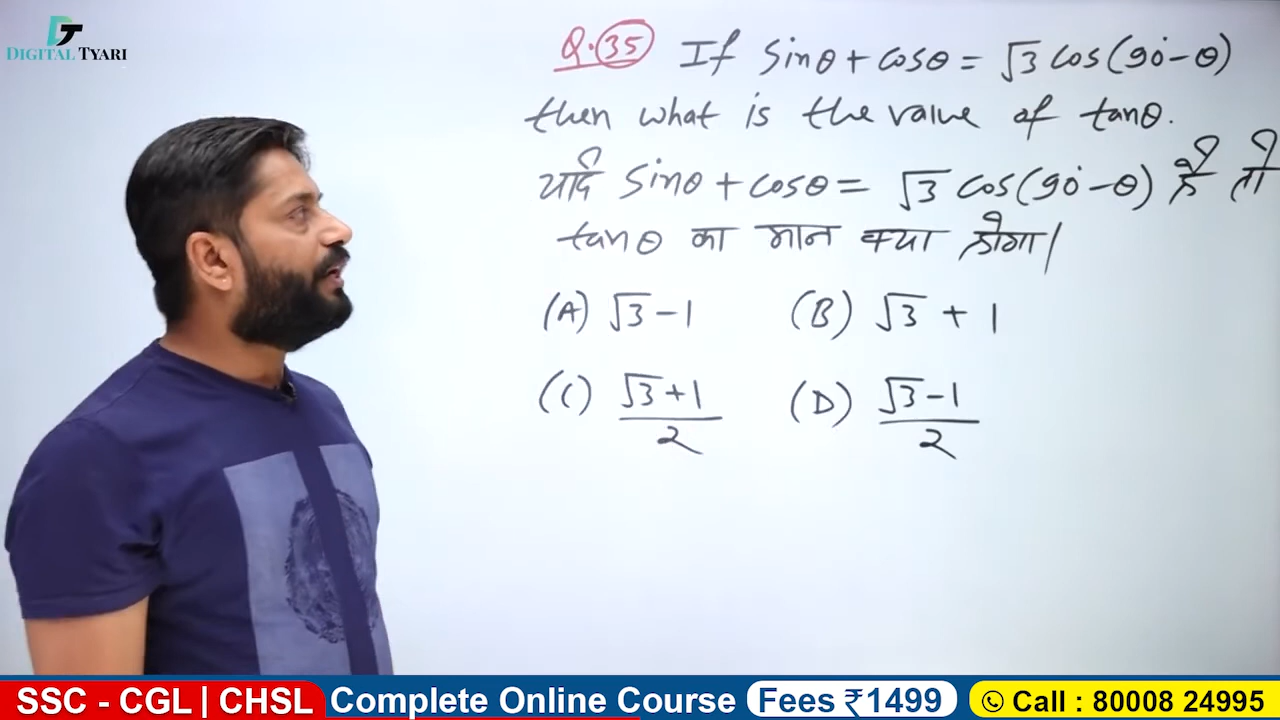 DIGITAL TYARI
Q.35 If Sinθ + cosθ = √3 cos(90° - θ)
then what is the value of tanθ.
यदि Sinθ + cosθ = √3 cos(90° - θ) है तो
tanθ का मान क्या होगा।
(A) √3 - 1 (B) √3 + 1
(C) (√3 + 1)/2 (D) (√3 - 1)/2
SSC - CGL | CHSL Complete Online Course Fees ₹1499 Call : 80008 24995